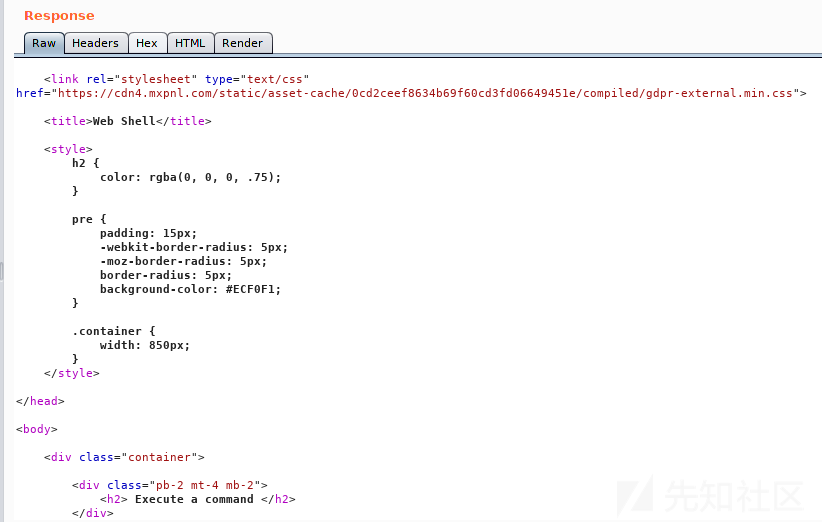 Response
Raw Headers Hex HTML Render
<link rel="stylesheet" type="text/css"
href="https://cdn4.mxpnl.com/static/asset-cache/0cd2ceef8634b69f60cd3fd06649451e/compiled/gdpr-external.min.css">
<title>Web Shell</title>
<style>
h2 {
color: rgba(0, 0, 0, .75);
}
pre {
padding: 15px;
-webkit-border-radius: 5px;
-moz-border-radius: 5px;
border-radius: 5px;
background-color: #ECF0F1;
}
.container {
width: 850px;
}
</style>
</head>
<body>
<div class="container">
<div class="pb-2 mt-4 mb-2">
<h2> Execute a command </h2>
</div>
先知社区